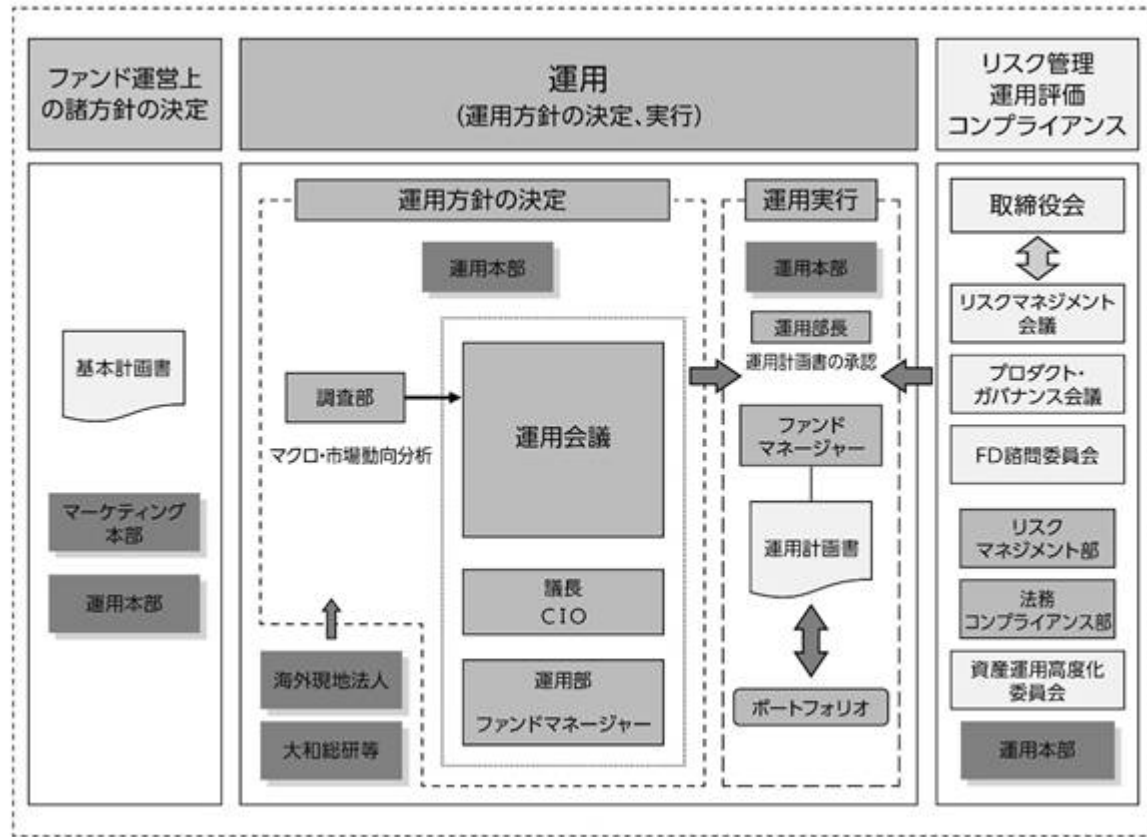 ファンド運営上
の諸方針の決定
基本計画書
マーケティング
本部
運用本部
運用
(運用方針の決定、実行)
運用方針の決定
運用本部
調査部
マクロ・市場動向分析
運用会議
議長
CIO
運用部
ファンドマネージャー
海外現地法人
大和総研等
運用実行
運用本部
運用部長
運用計画書の承認
ファンド
マネージャー
運用計画書
ポートフォリオ
リスク管理
運用評価
コンプライアンス
取締役会
リスクマネジメント
会議
プロダクト・
ガバナンス会議
FD諮問委員会
リスク
マネジメント部
法務
コンプライアンス部
資産運用高度化
委員会
運用本部